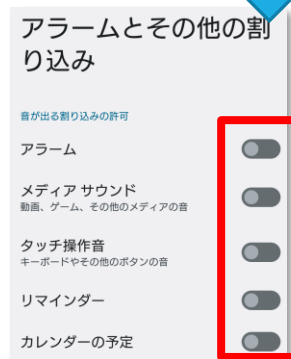 アラームとその他の割
り込み
音が出る割り込みの許可
アラーム
メディア サウンド
動画、ゲーム、その他のメディアの音
タッチ操作音
キーボードやその他のボタンの音
リマインダー
カレンダーの予定